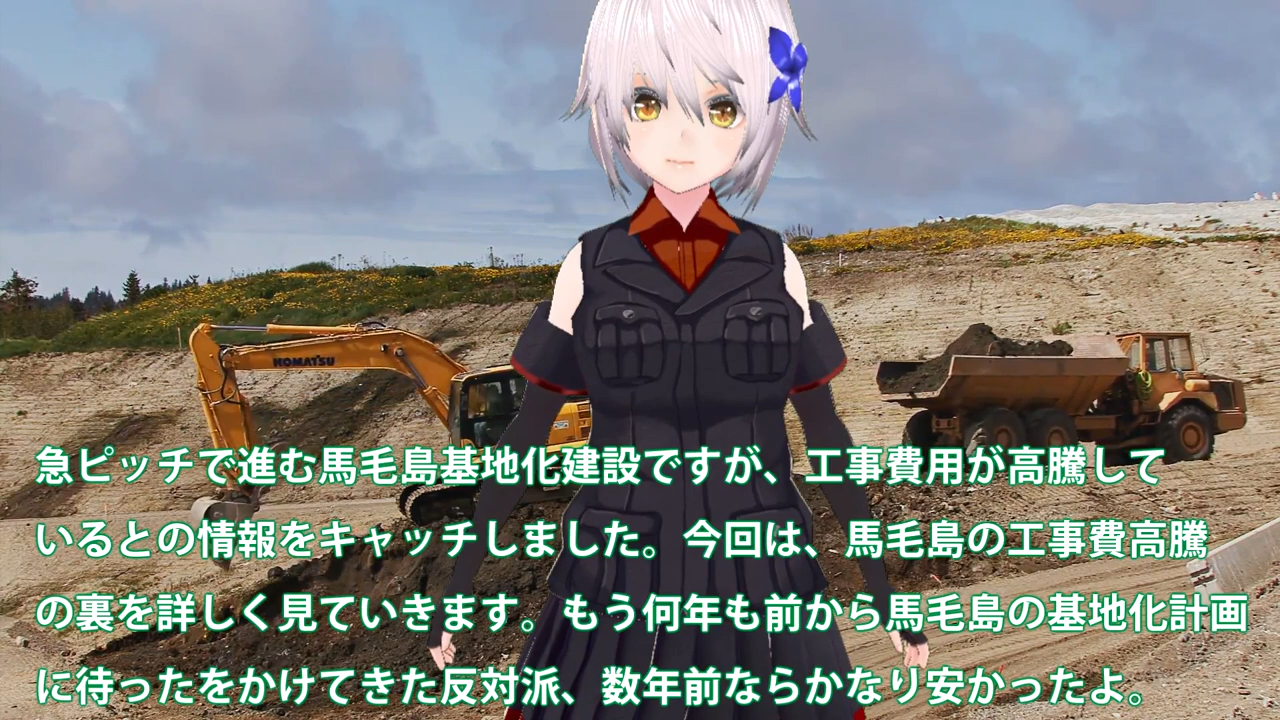 KOMATSU
急ピッチで進む馬毛島基地化建設ですが、工事費用が高騰して
いるとの情報をキャッチしました。今回は、馬毛島の工事費高騰
の裏を詳しく見ていきます。もう何年も前から馬毛島の基地化計画
に待ったをかけてきた反対派、数年前ならかなり安かったよ。